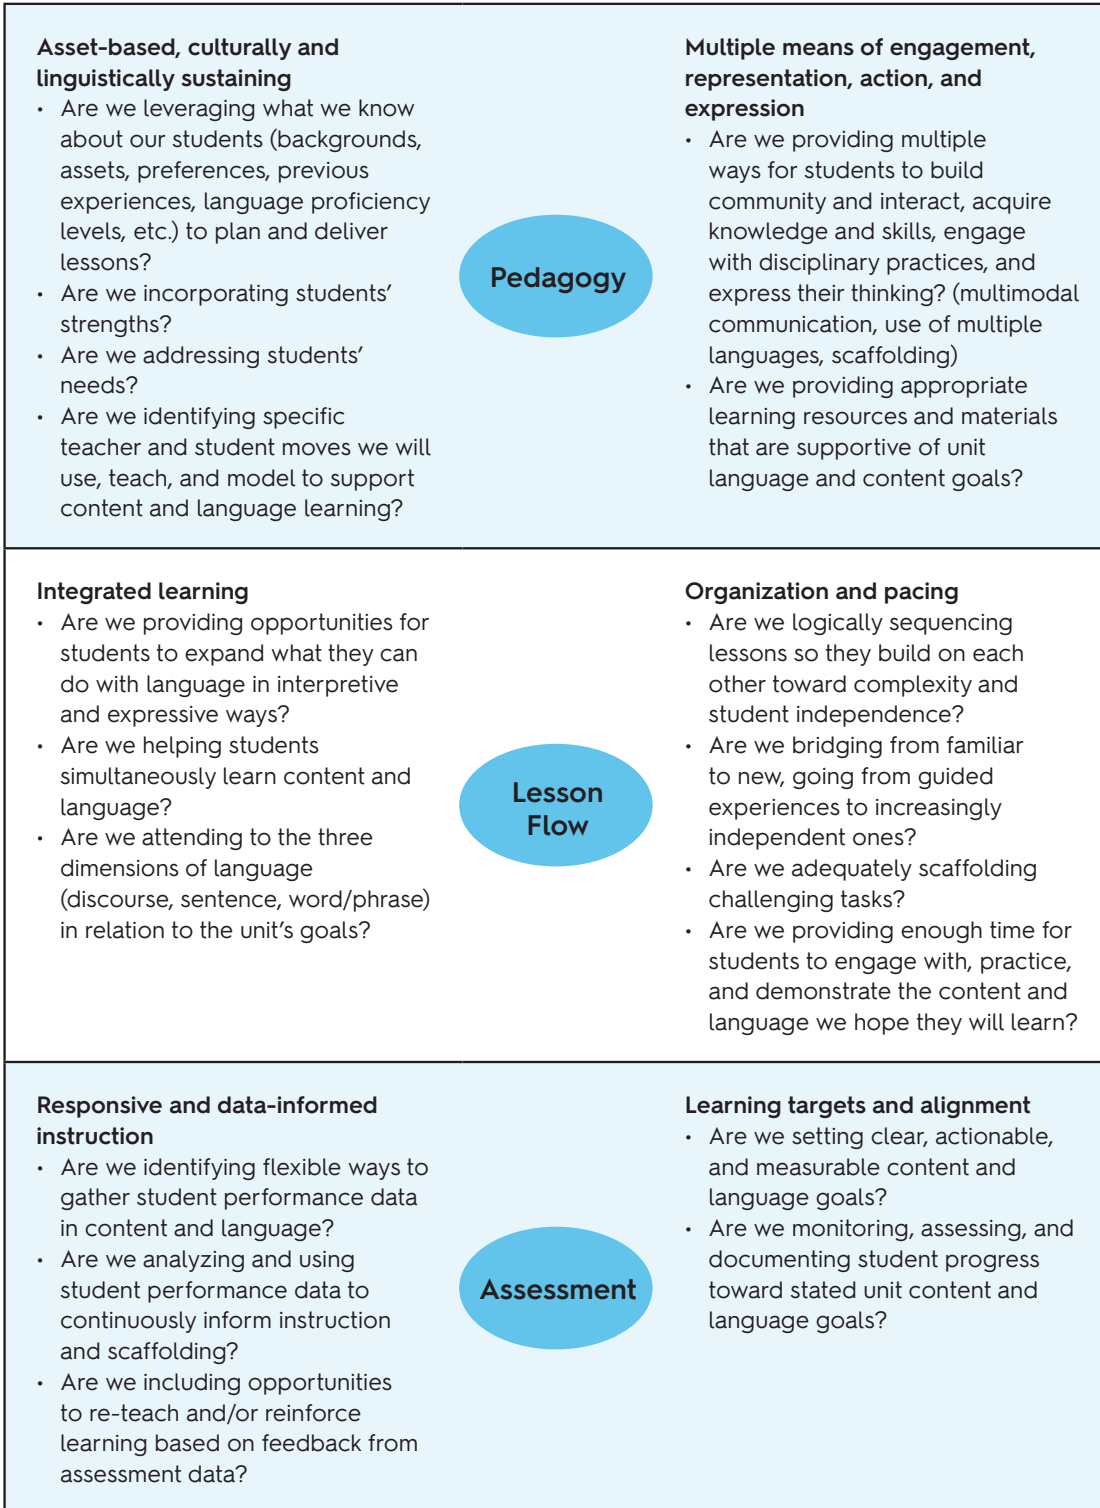 Asset-based, culturally and
linguistically sustaining
• Are we leveraging what we know
about our students (backgrounds,
assets, preferences, previous
experiences, language proficiency
levels, etc.) to plan and deliver
lessons?
• Are we incorporating students’
strengths?
• Are we addressing students’
needs?
• Are we identifying specific
teacher and student moves we will
use, teach, and model to support
content and language learning?
Pedagogy
Multiple means of engagement,
representation, action, and
expression
• Are we providing multiple
ways for students to build
community and interact, acquire
knowledge and skills, engage
with disciplinary practices, and
express their thinking? (multimodal
communication, use of multiple
languages, scaffolding)
• Are we providing appropriate
learning resources and materials
that are supportive of unit
language and content goals?
Integrated learning
• Are we providing opportunities for
students to expand what they can
do with language in interpretive
and expressive ways?
• Are we helping students
simultaneously learn content and
language?
• Are we attending to the three
dimensions of language
(discourse, sentence, word/phrase)
in relation to the unit’s goals?
Lesson
Flow
Organization and pacing
• Are we logically sequencing
lessons so they build on each
other toward complexity and
student independence?
• Are we bridging from familiar
to new, going from guided
experiences to increasingly
independent ones?
• Are we adequately scaffolding
challenging tasks?
• Are we providing enough time for
students to engage with, practice,
and demonstrate the content and
language we hope they will learn?
Responsive and data-informed
instruction
• Are we identifying flexible ways to
gather student performance data
in content and language?
• Are we analyzing and using
student performance data to
continuously inform instruction
and scaffolding?
• Are we including opportunities
to re-teach and/or reinforce
learning based on feedback from
assessment data?
Assessment
Learning targets and alignment
• Are we setting clear, actionable,
and measurable content and
language goals?
• Are we monitoring, assessing, and
documenting student progress
toward stated unit content and
language goals?